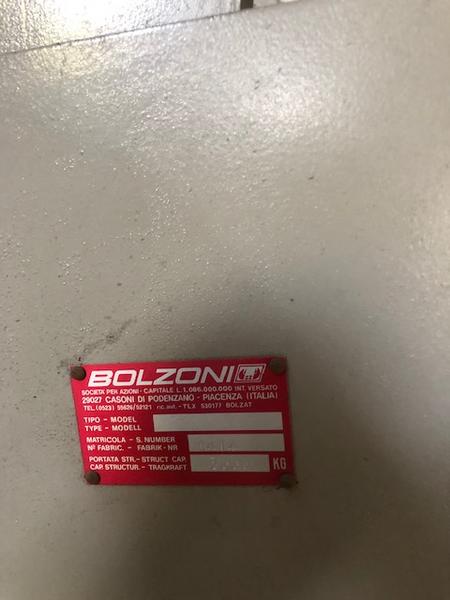 BOLZONI
SOCIETÀ PER AZIONI - CAPITALE L. 1.086.000.000 INT. VERSATO
29027 CASONI DI PODENZANO - PIACENZA (ITALIA)
TEL. (0523) 55626/52121 ric. aut. - TLX 530177 BOLZAT
TIPO - MODEL
TYPE - MODELL
MATRICOLA - S. NUMBER
Nº FABRIC. - FABRIK-NR
PORTATA STR. - STRUCT CAP.
CAP. STRUCTUR. - TRAGKRAFT
KG